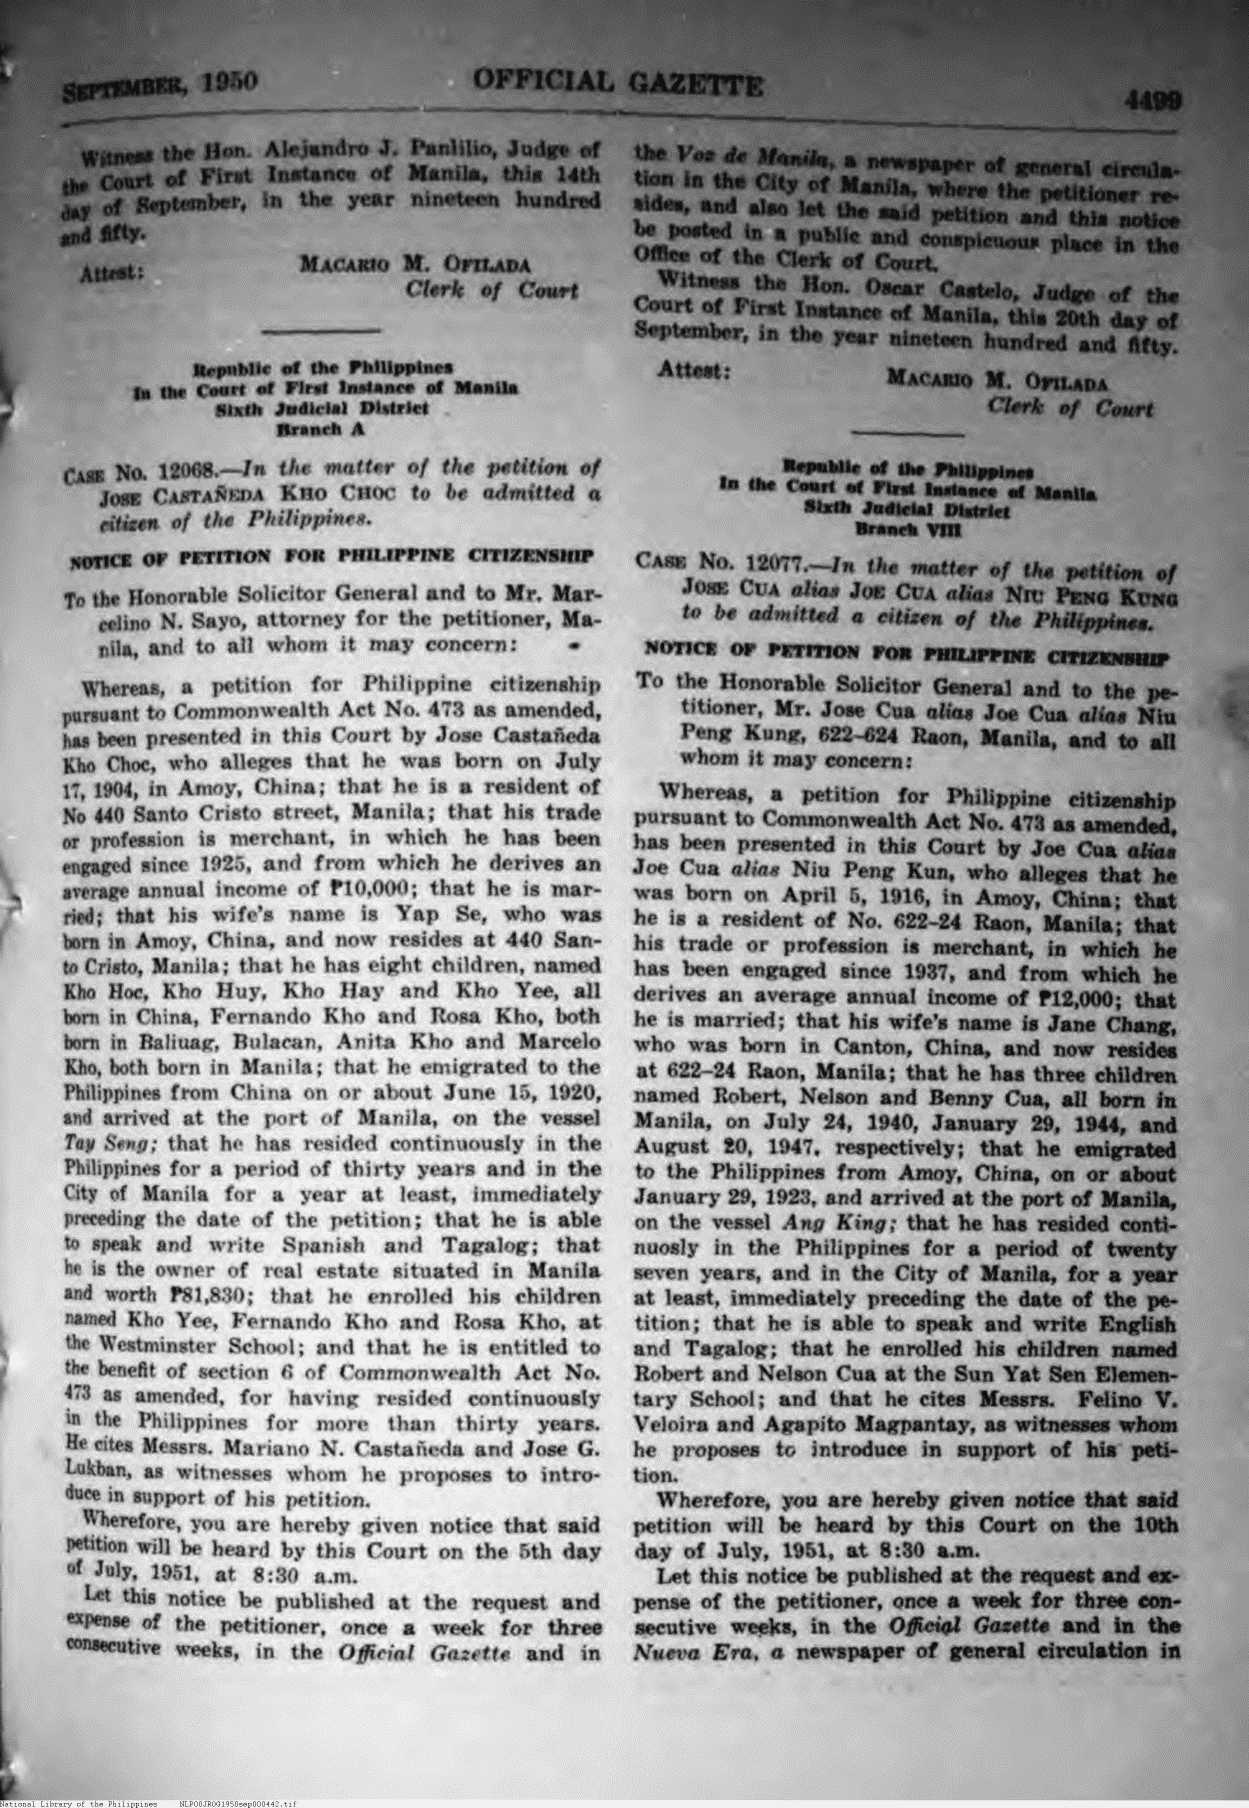 SEPTEMBER, 1950
OFFICIAL GAZETTE
4499
Witness the Hon. Alejandro J. Panlilio, Judge of
the Court of First Instance of Manila, this 14th
day of September, in the year nineteen hundred
and fifty.
Attest:
MACARIO M. OFILADA
Clerk of Court
Republic of the Philippines
In the Court of First Instance of Manila
Sixth Judicial District
Branch A
CASE No. 12068.—In the matter of the petition of
JOSE CASTAÑEDA KHO CHOC to be admitted a
citizen of the Philippines.
NOTICE OF PETITION FOR PHILIPPINE CITIZENSHIP
To the Honorable Solicitor General and to Mr. Mar-
celino N. Sayo, attorney for the petitioner, Ma-
nila, and to all whom it may concern:
Whereas, a petition for Philippine citizenship
pursuant to Commonwealth Act No. 473 as amended,
has been presented in this Court by Jose Castañeda
Kho Choc, who alleges that he was born on July
17, 1904, in Amoy, China; that he is a resident of
No 440 Santo Cristo street, Manila; that his trade
or profession is merchant, in which he has been
engaged since 1925, and from which he derives an
average annual income of ₱10,000; that he is mar-
ried; that his wife's name is Yap Se, who was
born in Amoy, China, and now resides at 440 San-
to Cristo, Manila; that he has eight children, named
Kho Hoc, Kho Huy, Kho Hay and Kho Yee, all
born in China, Fernando Kho and Rosa Kho, both
born in Baliuag, Bulacan, Anita Kho and Marcelo
Kho, both born in Manila; that he emigrated to the
Philippines from China on or about June 15, 1920,
and arrived at the port of Manila, on the vessel
Tay Seng; that he has resided continuously in the
Philippines for a period of thirty years and in the
City of Manila for a year at least, immediately
preceding the date of the petition; that he is able
to speak and write Spanish and Tagalog; that
he is the owner of real estate situated in Manila
and worth ₱81,830; that he enrolled his children
named Kho Yee, Fernando Kho and Rosa Kho, at
the Westminster School; and that he is entitled to
the benefit of section 6 of Commonwealth Act No.
473 as amended, for having resided continuously
in the Philippines for more than thirty years.
He cites Messrs. Mariano N. Castañeda and Jose G.
Lukban, as witnesses whom he proposes to intro-
duce in support of his petition.
Wherefore, you are hereby given notice that said
petition will be heard by this Court on the 5th day
of July, 1951, at 8:30 a.m.
Let this notice be published at the request and
expense of the petitioner, once a week for three
consecutive weeks, in the Official Gazette and in
the Voz de Manila, a newspaper of general circula-
tion in the City of Manila, where the petitioner re-
sides, and also let the said petition and this notice
be posted in a public and conspicuous place in the
Office of the Clerk of Court.
Witness the Hon. Oscar Castelo, Judge of the
Court of First Instance of Manila, this 20th day of
September, in the year nineteen hundred and fifty.
Attest:
MACARIO M. OFILADA
Clerk of Court
Republic of the Philippines
In the Court of First Instance of Manila
Sixth Judicial District
Branch VIII
CASE No. 12077.—In the matter of the petition of
JOSE CUA alias JOE CUA alias NIU PENG KUNG
to be admitted a citizen of the Philippines.
NOTICE OF PETITION FOR PHILIPPINE CITIZENSHIP
To the Honorable Solicitor General and to the pe-
titioner, Mr. Jose Cua alias Joe Cua alias Niu
Peng Kung, 622–624 Raon, Manila, and to all
whom it may concern:
Whereas, a petition for Philippine citizenship
pursuant to Commonwealth Act No. 473 as amended,
has been presented in this Court by Joe Cua alias
Joe Cua alias Niu Peng Kun, who alleges that he
was born on April 5, 1916, in Amoy, China; that
he is a resident of No. 622–24 Raon, Manila; that
his trade or profession is merchant, in which he
has been engaged since 1937, and from which he
derives an average annual income of ₱12,000; that
he is married; that his wife's name is Jane Chang,
who was born in Canton, China, and now resides
at 622–24 Raon, Manila; that he has three children
named Robert, Nelson and Benny Cua, all born in
Manila, on July 24, 1940, January 29, 1944, and
August 20, 1947, respectively; that he emigrated
to the Philippines from Amoy, China, on or about
January 29, 1923, and arrived at the port of Manila,
on the vessel Ang King; that he has resided conti-
nuosly in the Philippines for a period of twenty
seven years, and in the City of Manila, for a year
at least, immediately preceding the date of the pe-
tition; that he is able to speak and write English
and Tagalog; that he enrolled his children named
Robert and Nelson Cua at the Sun Yat Sen Elemen-
tary School; and that he cites Messrs. Felino V.
Veloira and Agapito Magpantay, as witnesses whom
he proposes to introduce in support of his peti-
tion.
Wherefore, you are hereby given notice that said
petition will be heard by this Court on the 10th
day of July, 1951, at 8:30 a.m.
Let this notice be published at the request and ex-
pense of the petitioner, once a week for three con-
secutive weeks, in the Official Gazette and in the
Nueva Era, a newspaper of general circulation in
National Library of the Philippines NLPO0JR0G1950sep000442.tif